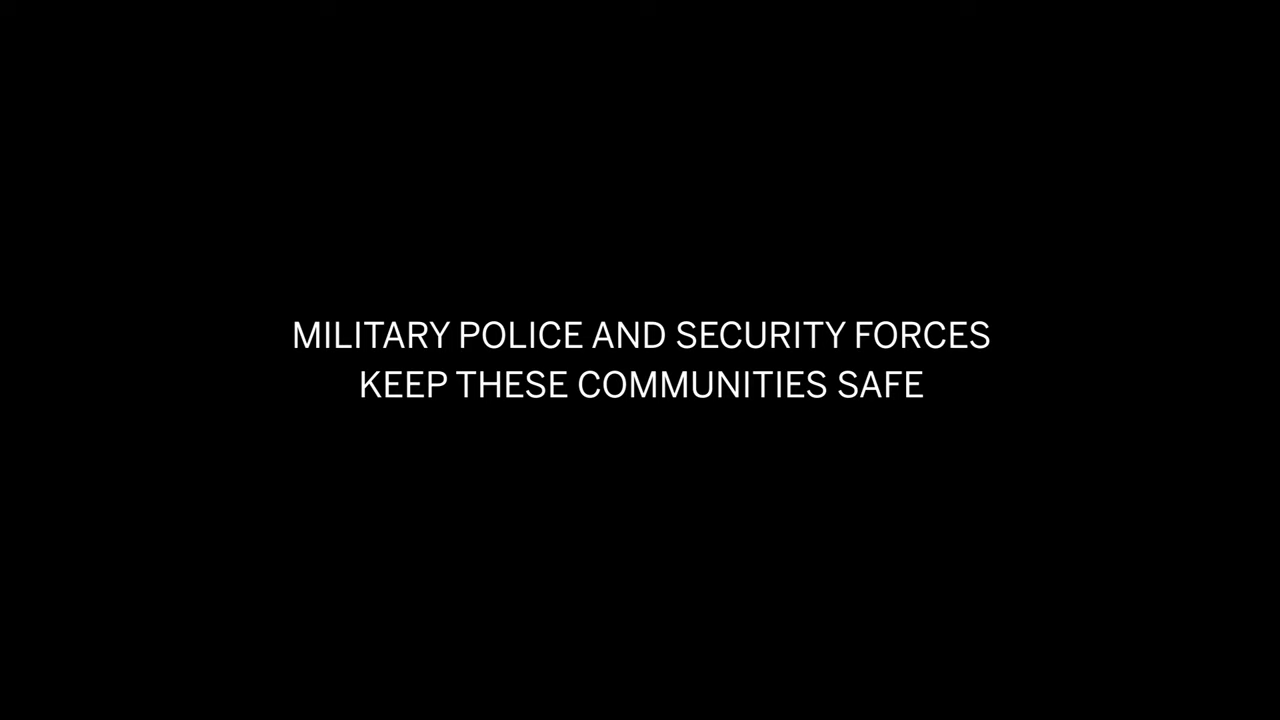 MILITARY POLICE AND SECURITY FORCES
KEEP THESE COMMUNITIES SAFE